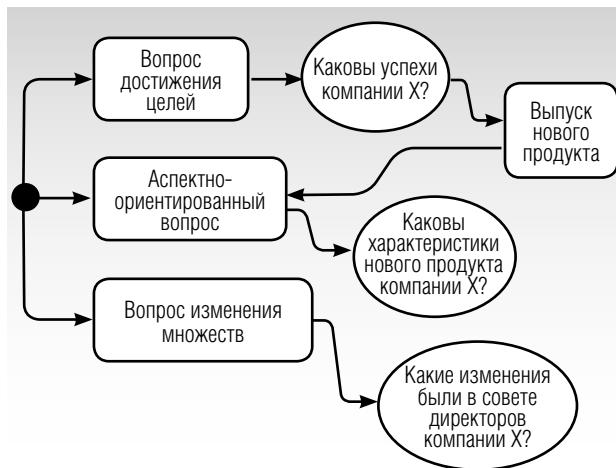 Вопрос
достижения
целей
Каковы успехи
компании X?
Выпуск
нового
продукта
Аспектно-
ориентированный
вопрос
Каковы
характеристики
нового продукта
компании X?
Вопрос изменения
множеств
Какие изменения
были в совете
директоров
компании X?